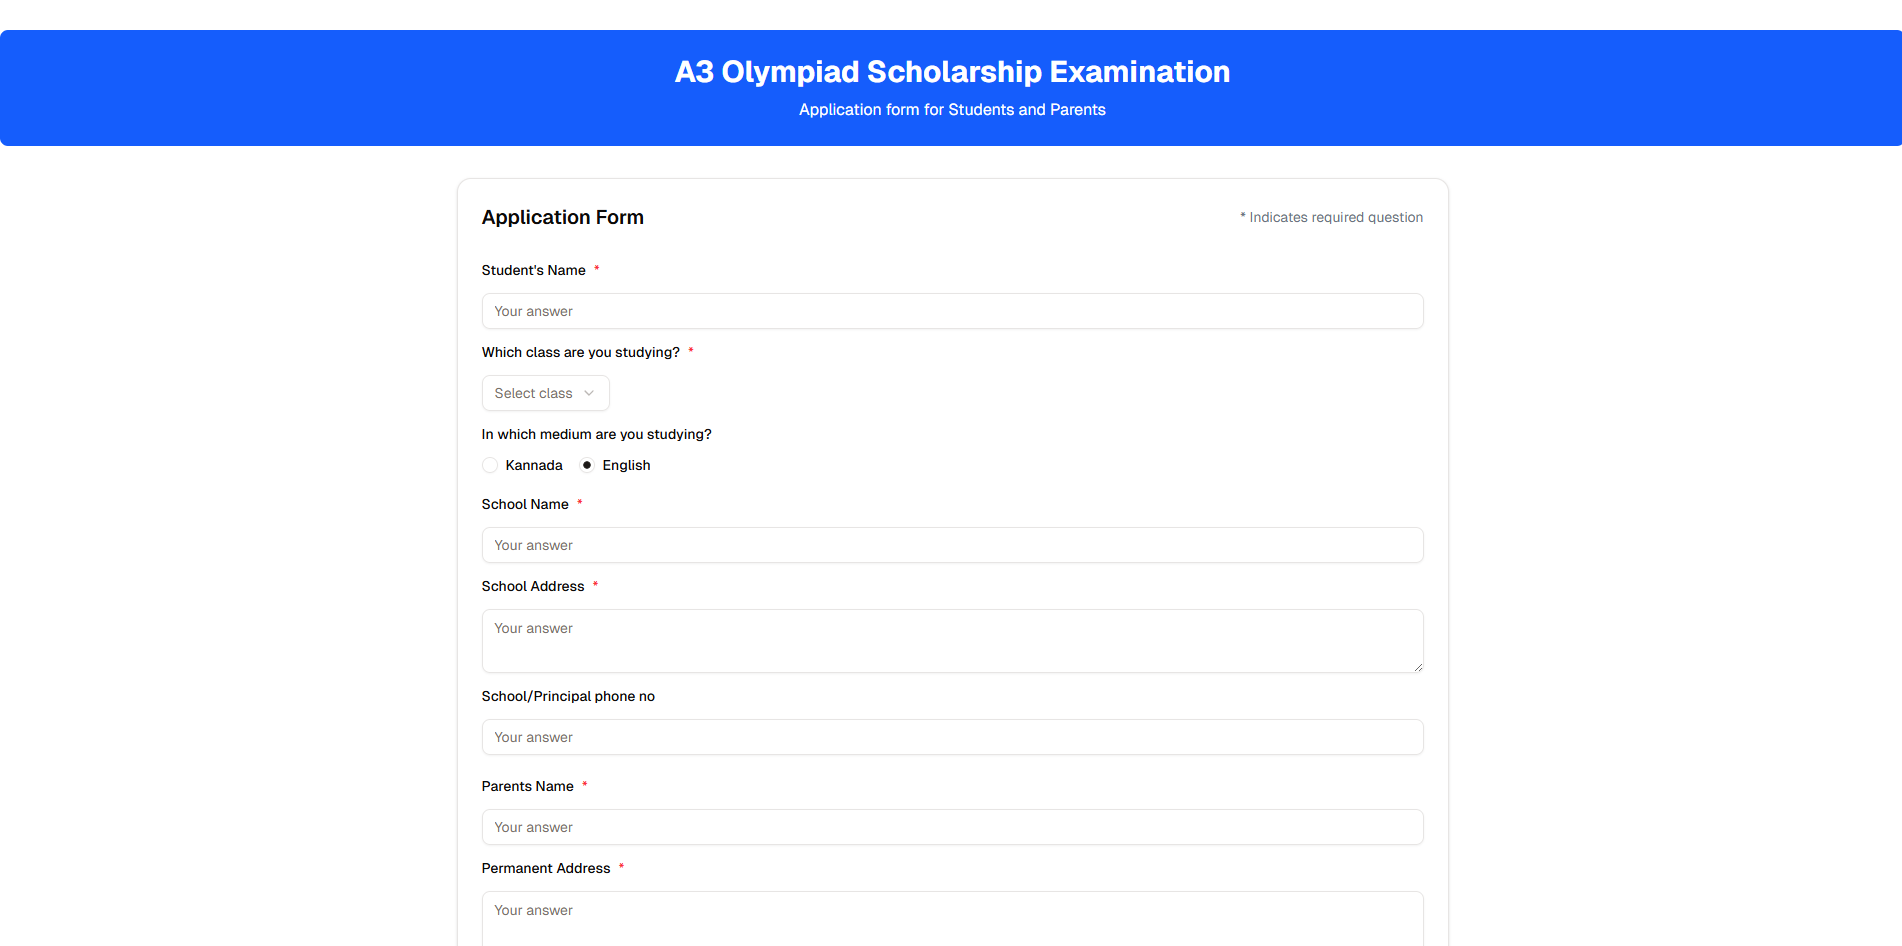 A3 Olympiad Scholarship Examination
Application form for Students and Parents
Application Form
* Indicates required question
Student's Name *
Your answer
Which class are you studying? *
Select class
In which medium are you studying?
Kannada English
School Name *
Your answer
School Address *
Your answer
School/Principal phone no
Your answer
Parents Name *
Your answer
Permanent Address *
Your answer